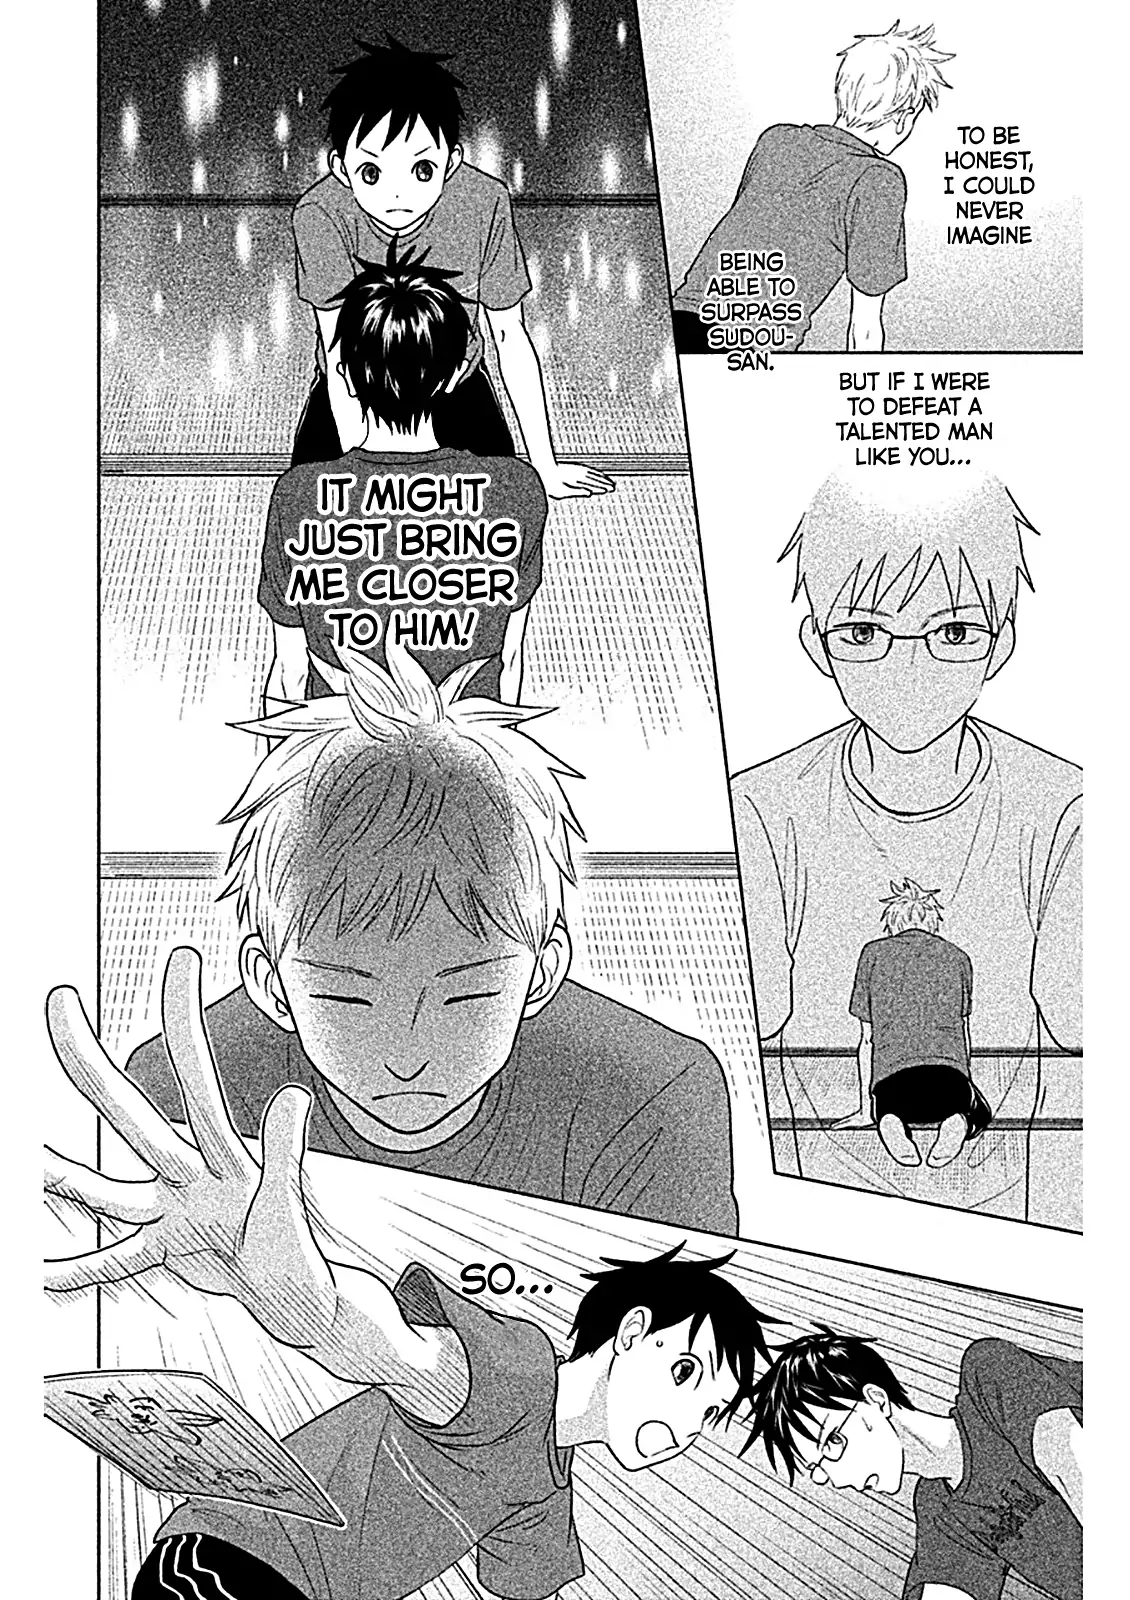 TO BE
HONEST,
I COULD
NEVER
IMAGINE
BEING
ABLE TO
SURPASS
SUDOU-
SAN.
BUT IF I WERE
TO DEFEAT A
TALENTED MAN
LIKE YOU...
IT MIGHT
JUST BRING
ME CLOSER
TO HIM!
SO...